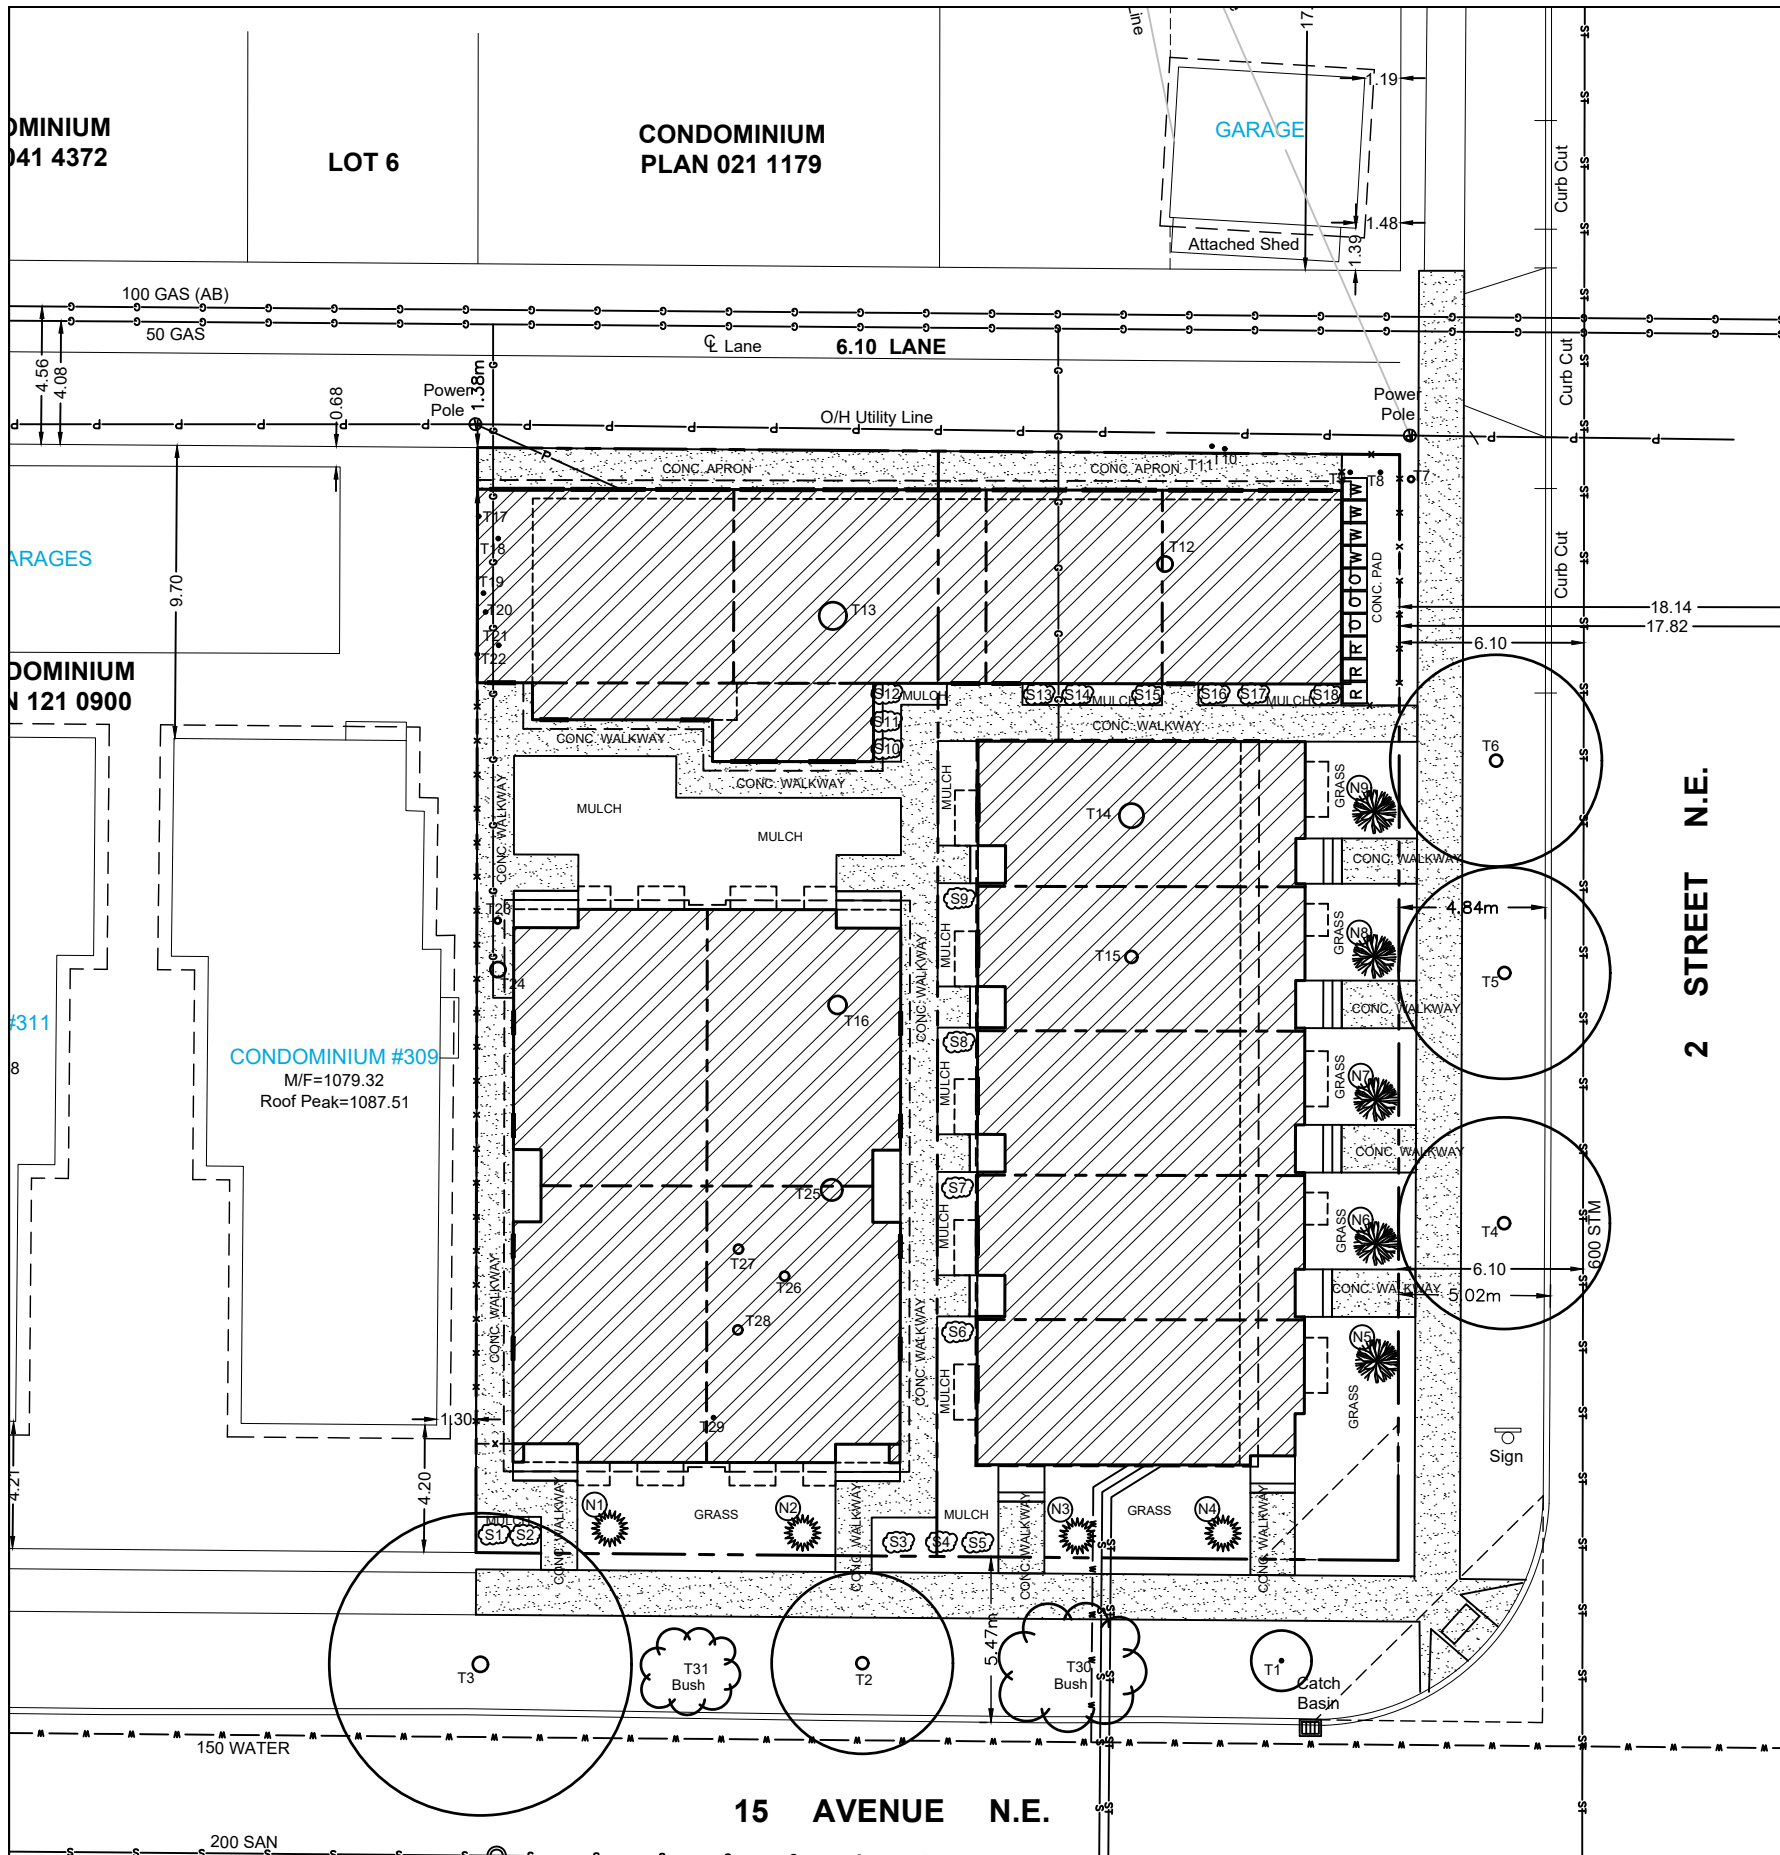 Line
17.
1.19
GARAGE
OMINIUM
041 4372
LOT 6
CONDOMINIUM
PLAN 021 1179
Curb Cut
1.48
Attached Shed
1.39
100 GAS (AB)
50 GAS
℄ Lane
6.10 LANE
4.56
4.08
0.68
1.38m
Power
Pole
O/H Utility Line
Power
Pole
Curb Cut
CONC. APRON
CONC. APRON
T11
T10
T9
T8
T7
T17
T18
T19
T20
T21
T22
T12
T13
W
W
W
W
O
O
O
R
R
R
CONC. PAD
Curb Cut
ARAGES
9.70
18.14
17.82
6.10
DOMINIUM
N 121 0900
S12
MULCH
S13
S14
MULCH
S15
S16
S17
MULCH
S18
S11
S10
CONC. WALKWAY
CONC. WALKWAY
CONC. WALKWAY
T6
CONC. WALKWAY
MULCH
MULCH
MULCH
T14
GRASS
N9
CONC. WALKWAY
2 STREET N.E.
T23
S9
4.84m
T24
MULCH
T15
GRASS
N8
T5
T16
CONC. WALKWAY
CONC. WALKWAY
#311
8
CONDOMINIUM #309
M/F=1079.32
Roof Peak=1087.51
S8
MULCH
GRASS
N7
CONC. WALKWAY
T25
S7
MULCH
GRASS
N6
T4
600 STM
T27
T26
6.10
CONC. WALKWAY
5.02m
CONC. WALKWAY
T28
CONC. WALKWAY
S6
N5
MULCH
GRASS
1.30
T29
4.21
4.20
Sign
MULCH
S1
S2
CONC. WALKWAY
N1
GRASS
N2
CONC. WALKWAY
S3
S4
S5
MULCH
CONC. WALKWAY
N3
GRASS
N4
CONC. WALKWAY
5.47m
T3
T31
Bush
T2
T30
Bush
T1
Catch
Basin
150 WATER
15 AVENUE N.E.
200 SAN